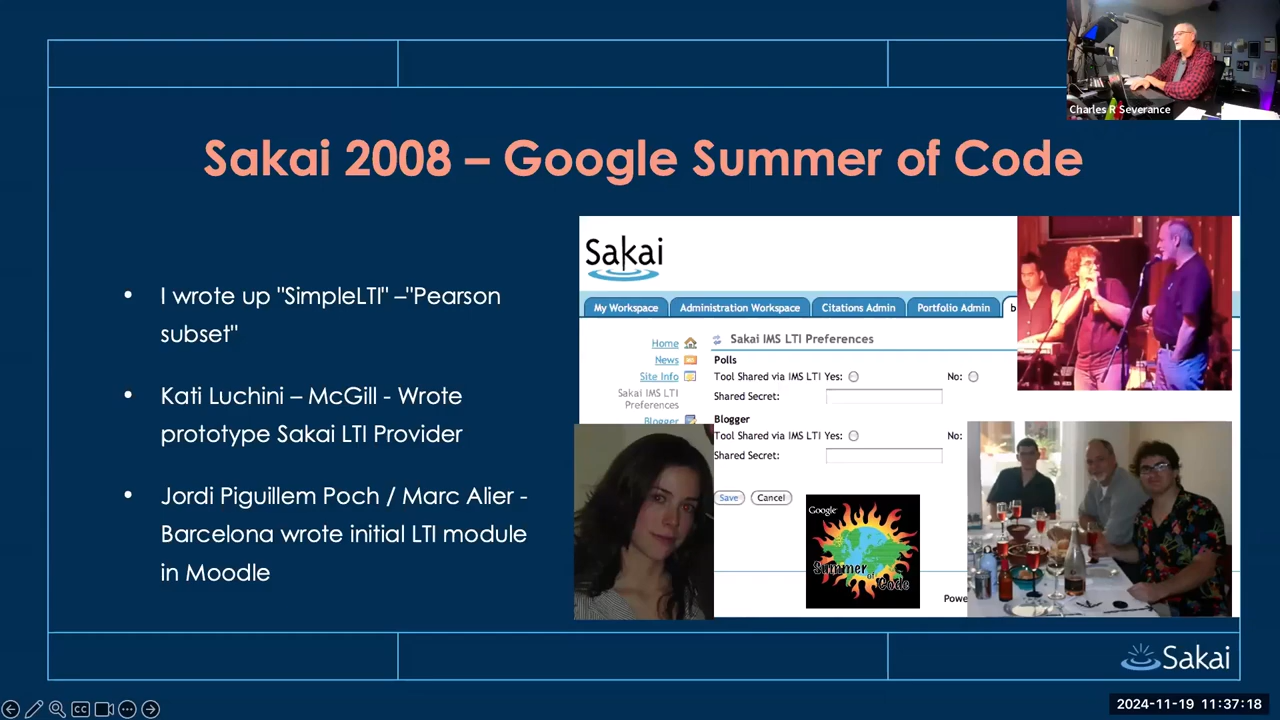 Charles R Severance
Sakai 2008 – Google Summer of Code
I wrote up "SimpleLTI" –"Pearson
subset"
Kati Luchini – McGill - Wrote
prototype Sakai LTI Provider
Jordi Piguillem Poch / Marc Alier -
Barcelona wrote initial LTI module
in Moodle
Sakai
My Workspace Administration Workspace Citations Admin Portfolio Admin b
Home
News
Site Info
Sakai IMS LTI
Preferences
Blogger
Sakai IMS LTI Preferences
Polls
Tool Shared via IMS LTI Yes: No:
Shared Secret:
Blogger
Tool Shared via IMS LTI Yes: No:
Shared Secret:
Save Cancel
Google
Summer
of
Code
Powe
Sakai
CC
2024-11-19 11:37:18